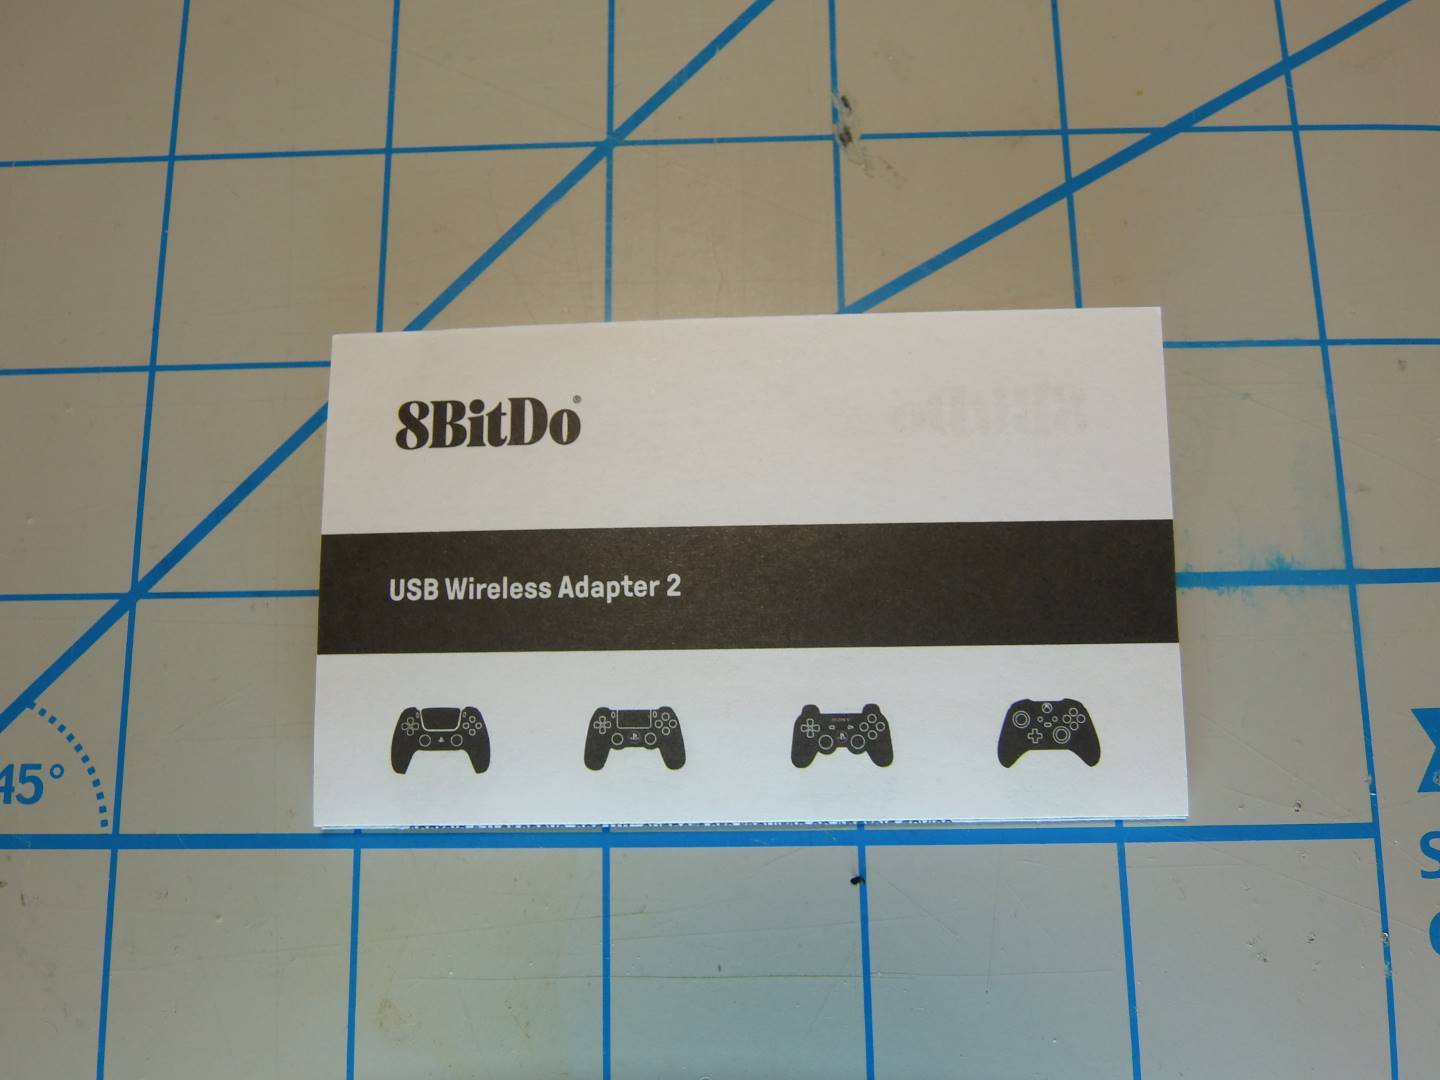 8BitDo®
USB Wireless Adapter 2
45°